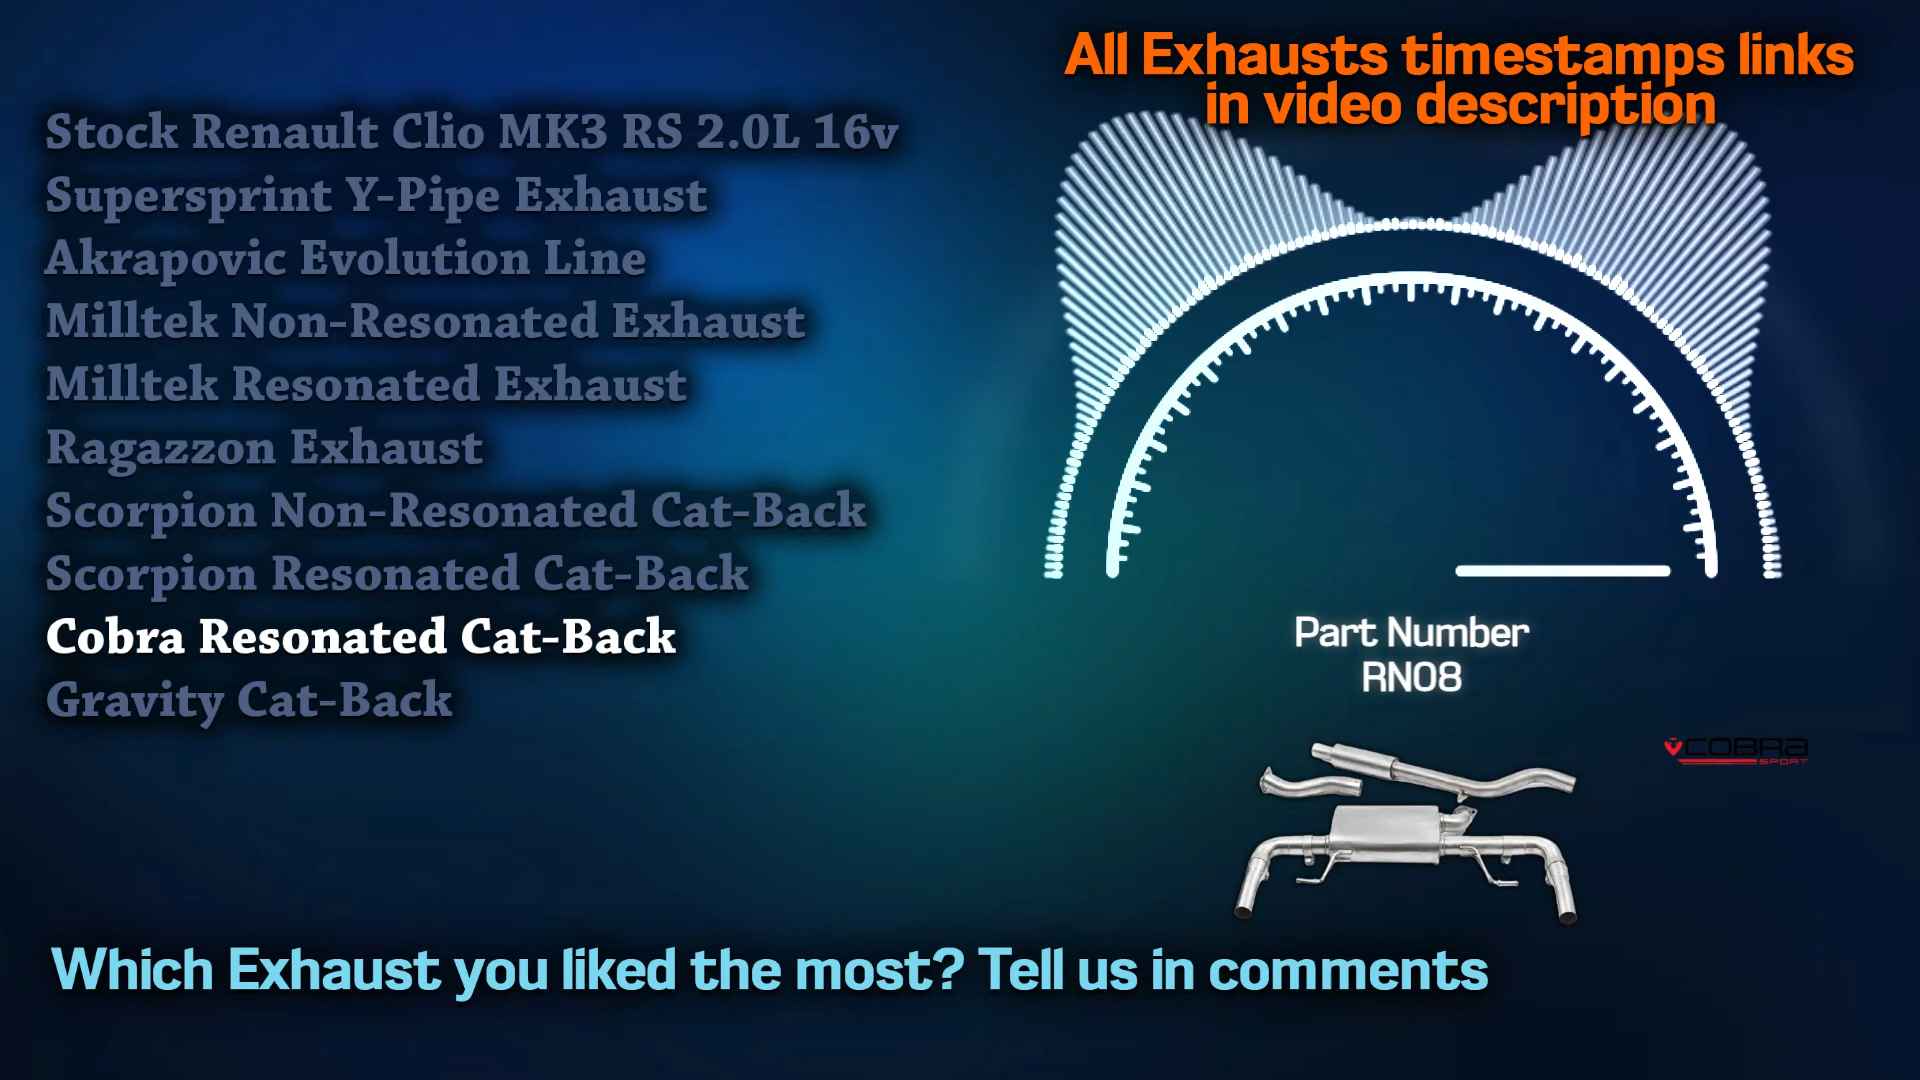 All Exhausts timestamps links
in video description
Stock Renault Clio MK3 RS 2.0L 16v
Supersprint Y-Pipe Exhaust
Akrapovic Evolution Line
Milltek Non-Resonated Exhaust
Milltek Resonated Exhaust
Ragazzon Exhaust
Scorpion Non-Resonated Cat-Back
Scorpion Resonated Cat-Back
Cobra Resonated Cat-Back
Gravity Cat-Back
Part Number
RN08
COBRA
SPORT
Which Exhaust you liked the most? Tell us in comments